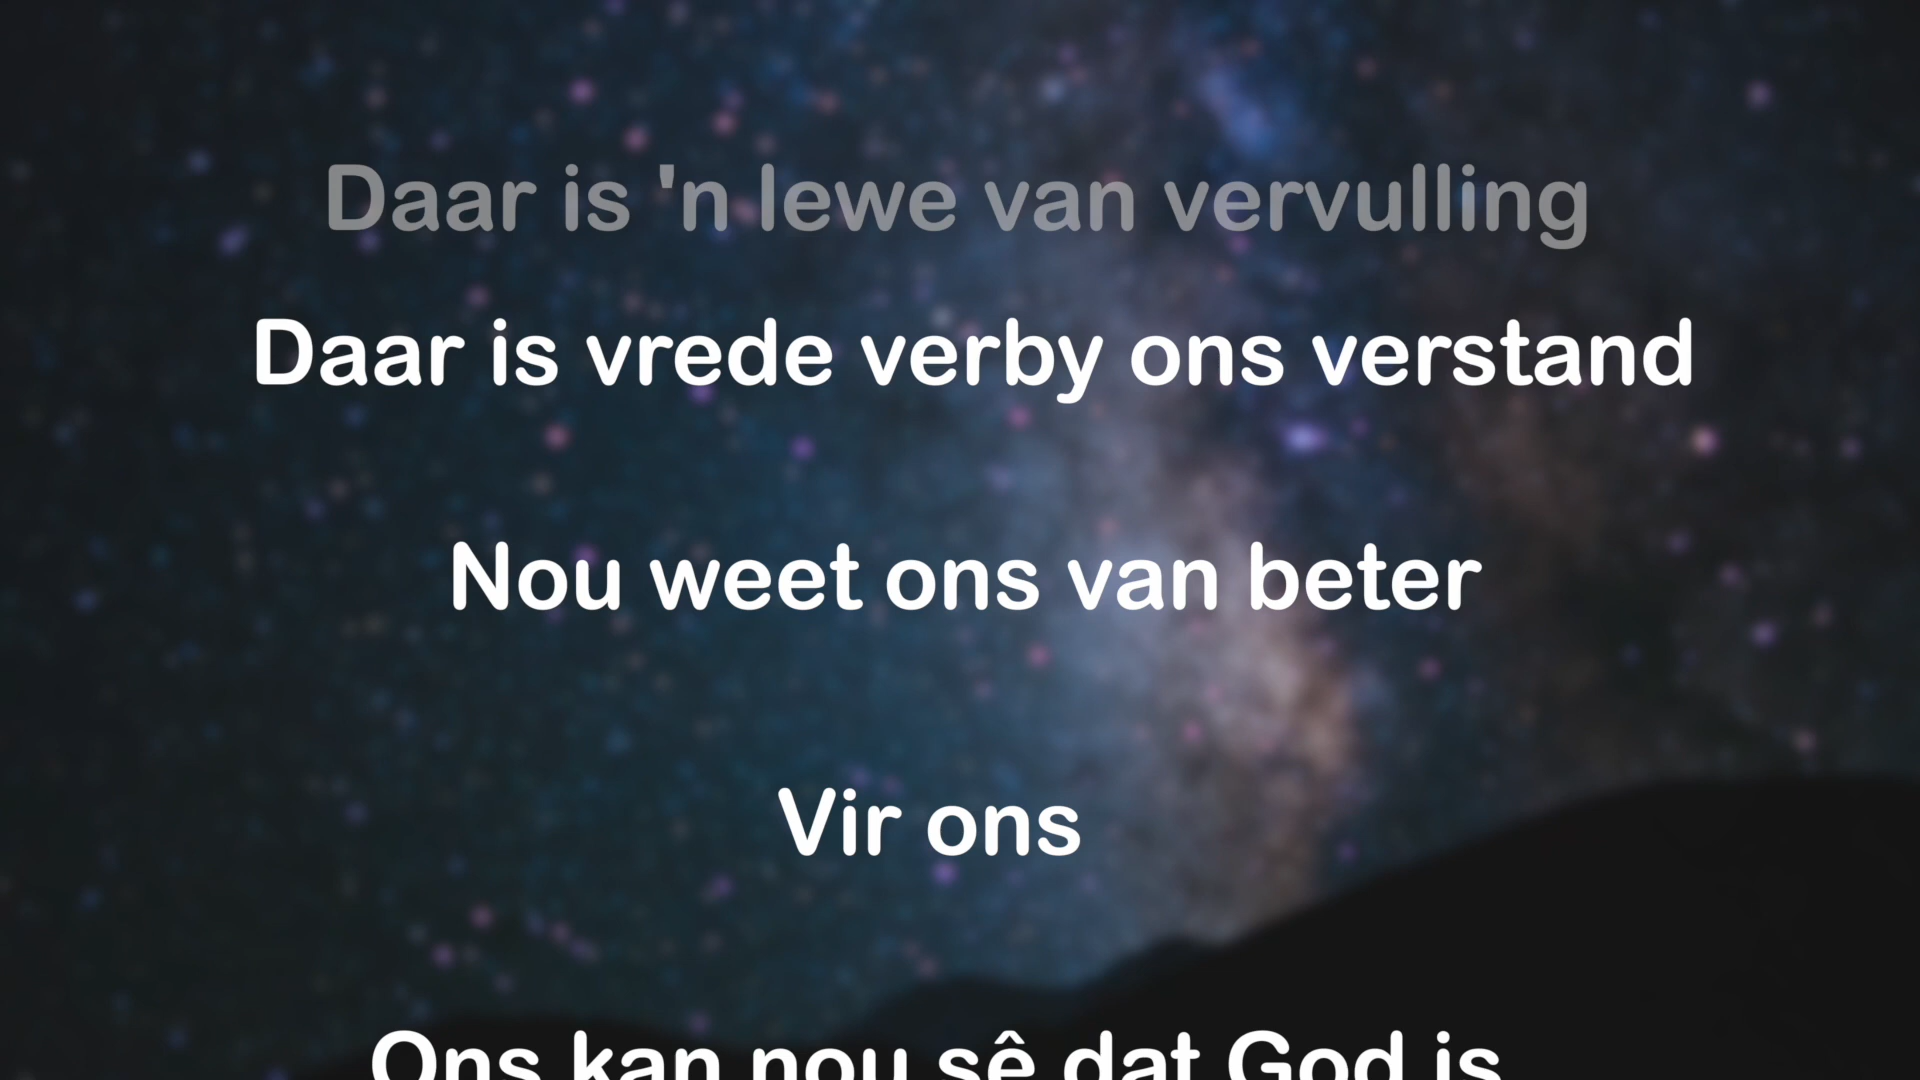 Daar is 'n lewe van vervulling
Daar is vrede verby ons verstand
Nou weet ons van beter
Vir ons
Ons kan nou sê dat God is